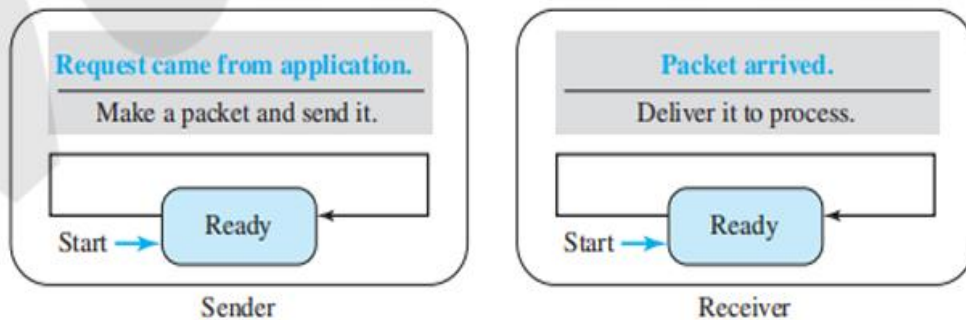 Request came from application.
Make a packet and send it.
Ready
Start
Sender
Packet arrived.
Deliver it to process.
Ready
Start
Receiver